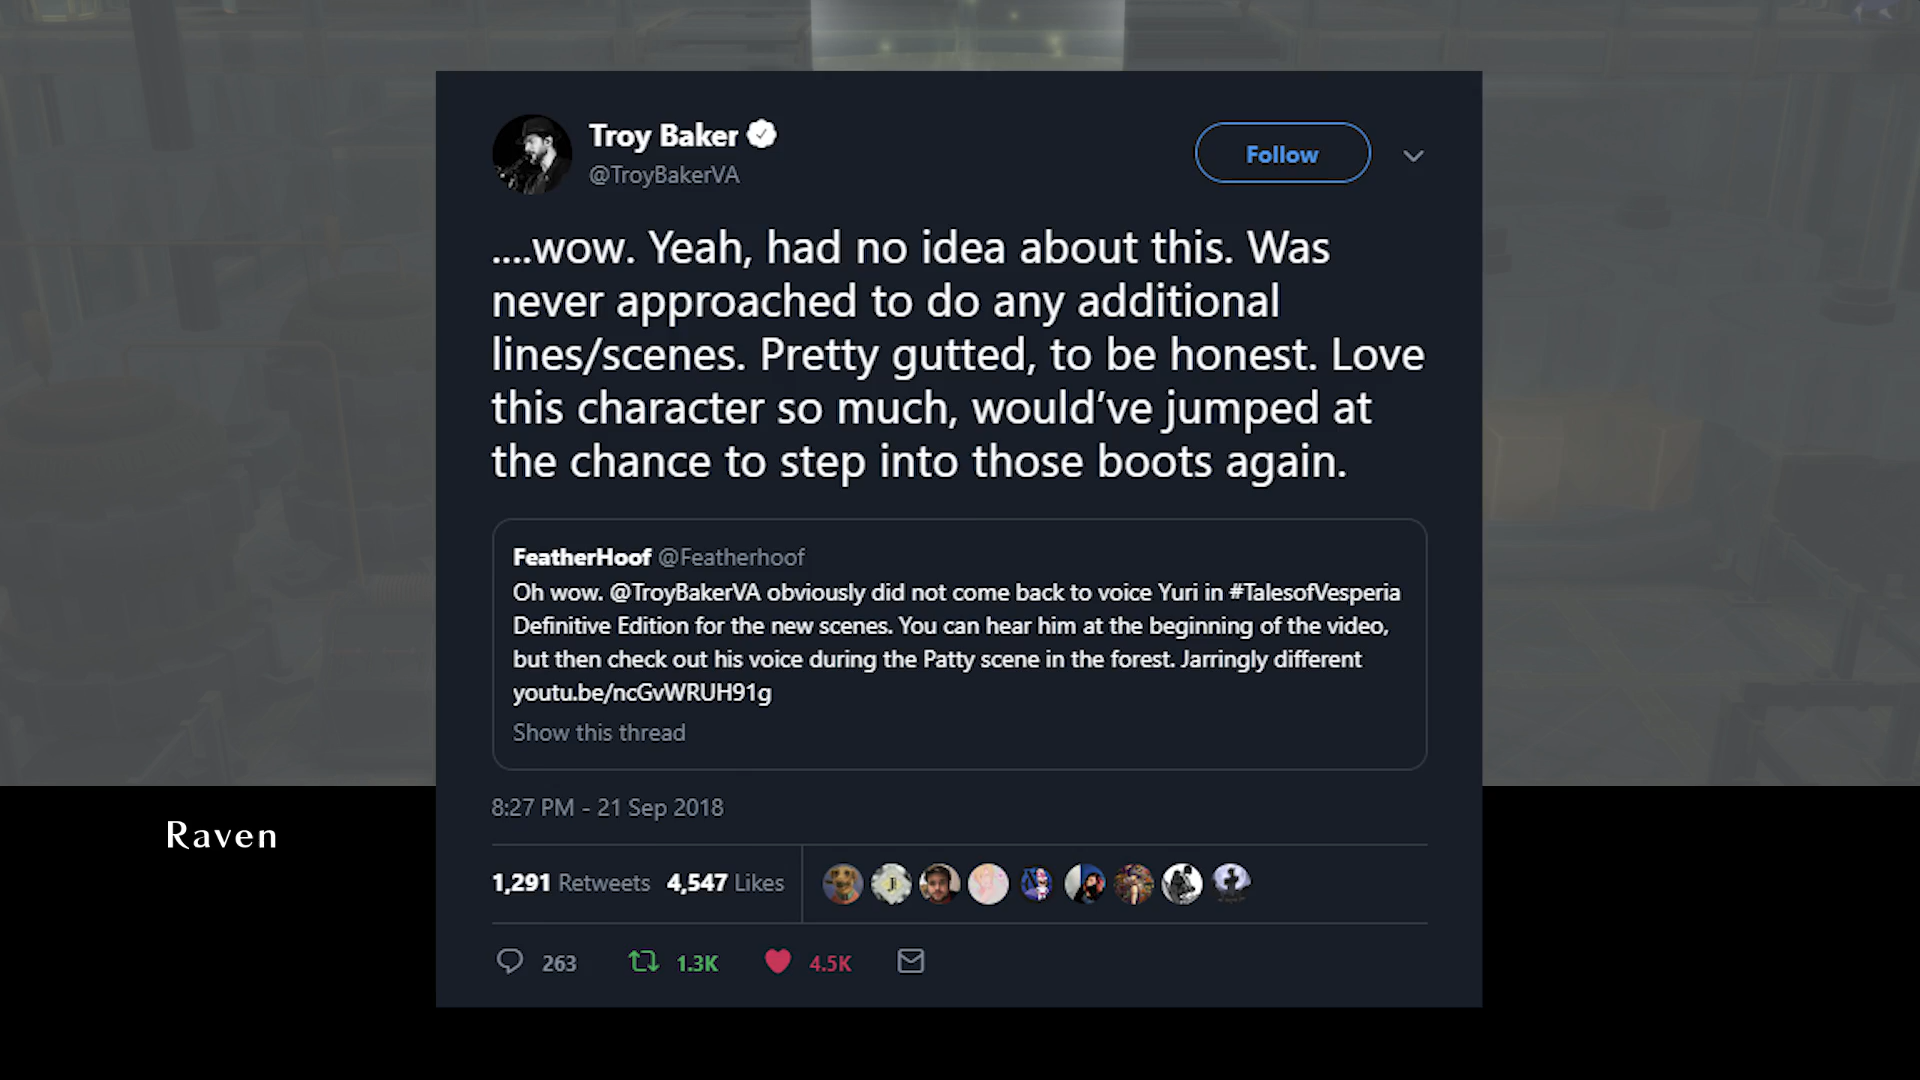 Troy Baker
@TroyBakerVA
Follow
....wow. Yeah, had no idea about this. Was
never approached to do any additional
lines/scenes. Pretty gutted, to be honest. Love
this character so much, would’ve jumped at
the chance to step into those boots again.
FeatherHoof @Featherhoof
Oh wow. @TroyBakerVA obviously did not come back to voice Yuri in #TalesofVesperia
Definitive Edition for the new scenes. You can hear him at the beginning of the video,
but then check out his voice during the Patty scene in the forest. Jarringly different
youtu.be/ncGvWRUH91g
Show this thread
8:27 PM - 21 Sep 2018
Raven
1,291 Retweets 4,547 Likes
263 1.3K 4.5K